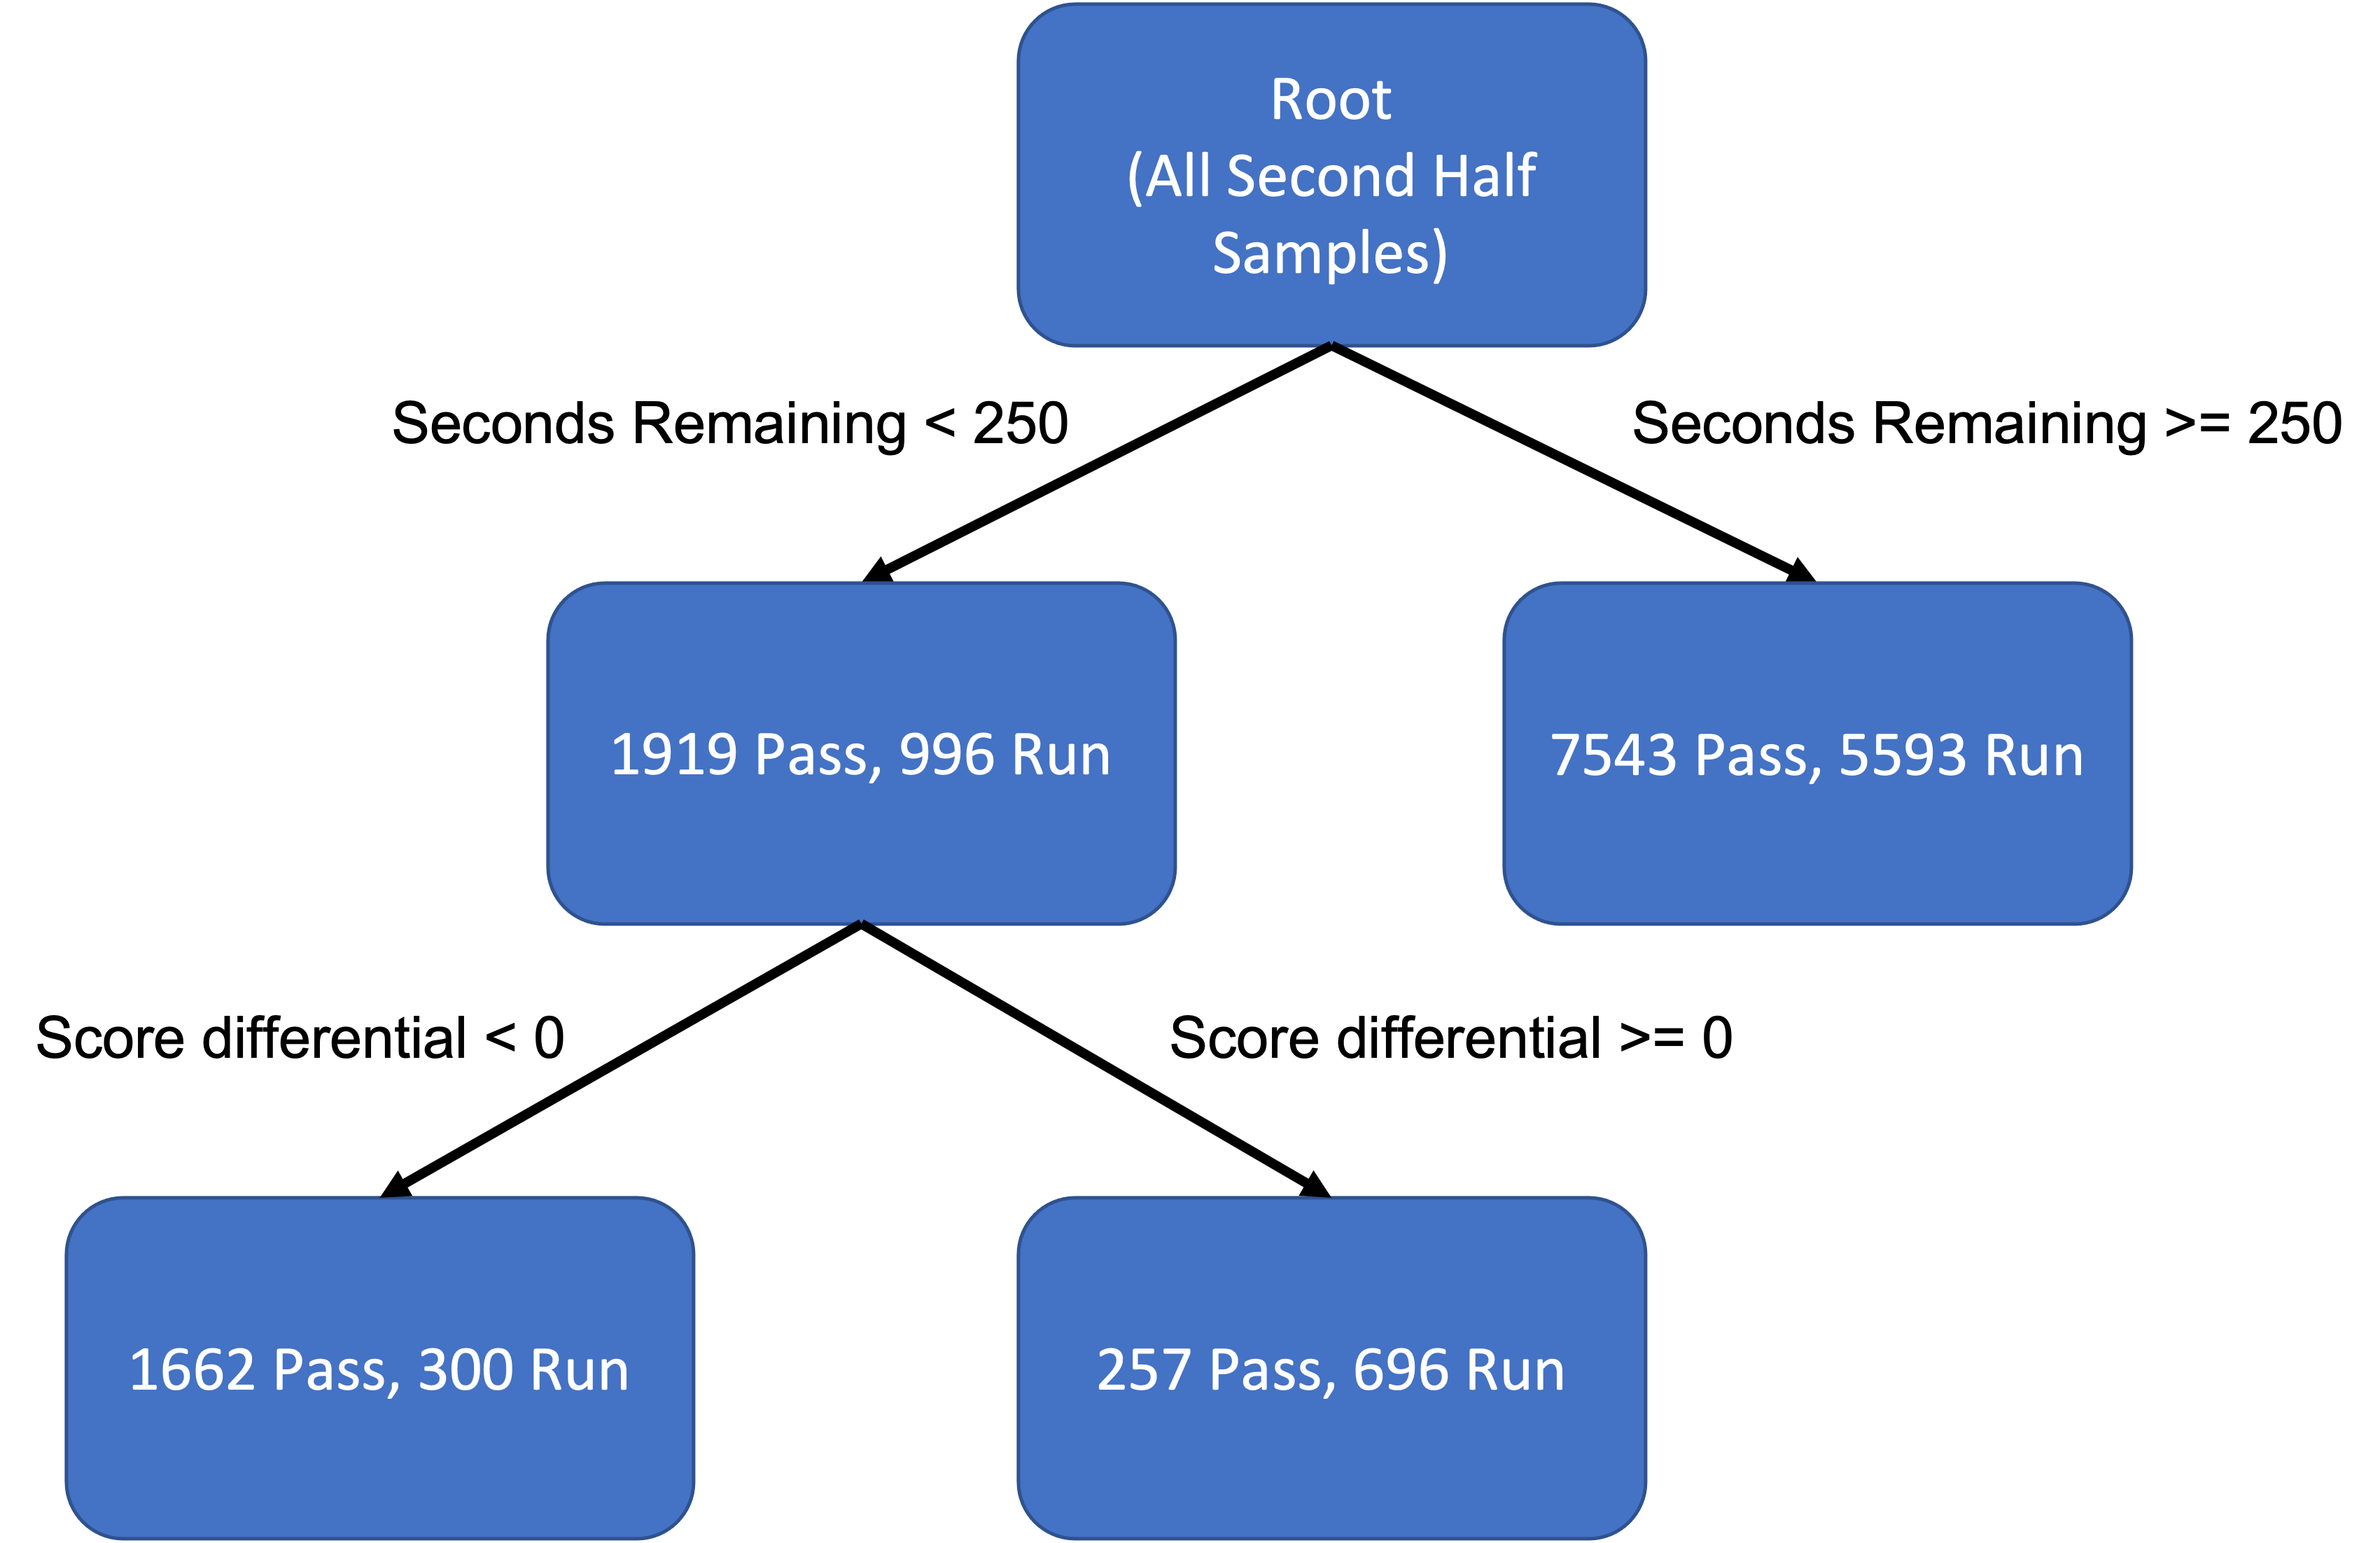 Root
(All Second Half
Samples)
Seconds Remaining < 250
Seconds Remaining >= 250
1919 Pass, 996 Run
7543 Pass, 5593 Run
Score differential < 0
Score differential >= 0
1662 Pass, 300 Run
257 Pass, 696 Run